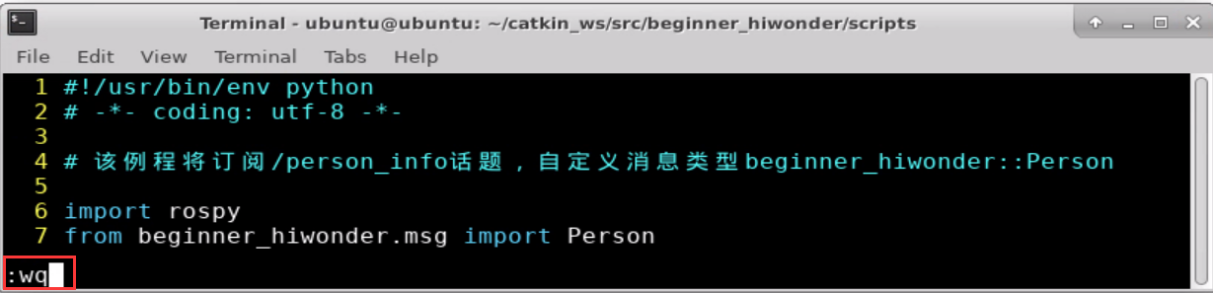 Terminal - ubuntu@ubuntu: ~/catkin_ws/src/beginner_hiwonder/scripts
File Edit View Terminal Tabs Help
1 #!/usr/bin/env python
2 # -*- coding: utf-8 -*-
3
4 # 该例程将订阅/person_info话题，自定义消息类型beginner_hiwonder::Person
5
6 import rospy
7 from beginner_hiwonder.msg import Person
:wq